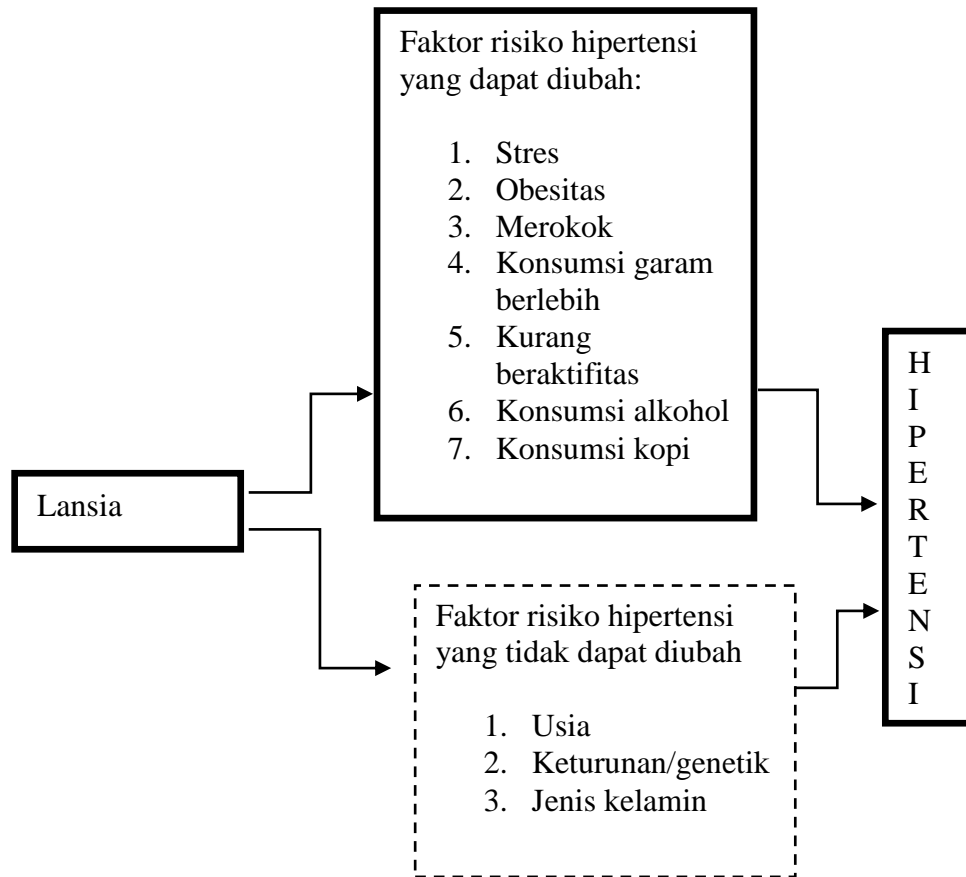 Faktor risiko hipertensi
yang dapat diubah:
1. Stres
2. Obesitas
3. Merokok
4. Konsumsi garam
berlebih
5. Kurang
beraktifitas
6. Konsumsi alkohol
7. Konsumsi kopi
Lansia
Faktor risiko hipertensi
yang tidak dapat diubah
1. Usia
2. Keturunan/genetik
3. Jenis kelamin
H
I
P
E
R
T
E
N
S
I